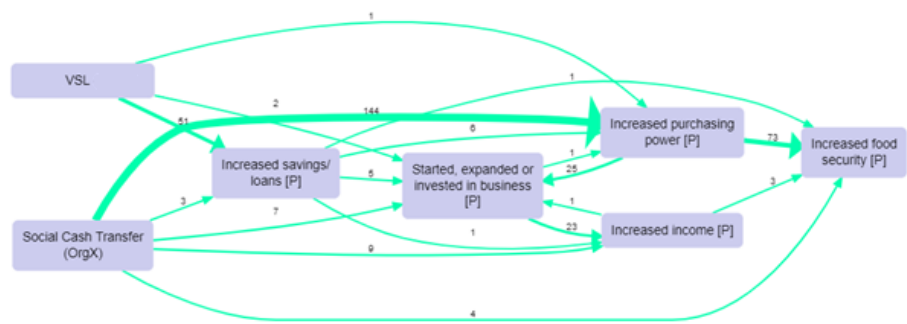 1
VSL
1
2
144
51
6
Increased purchasing
power [P]
73
Increased food
security [P]
1
Increased savings/
loans [P]
5
Started, expanded or
invested in business
[P]
25
3
3
7
1
23
Increased income [P]
Social Cash Transfer
(OrgX)
1
9
4